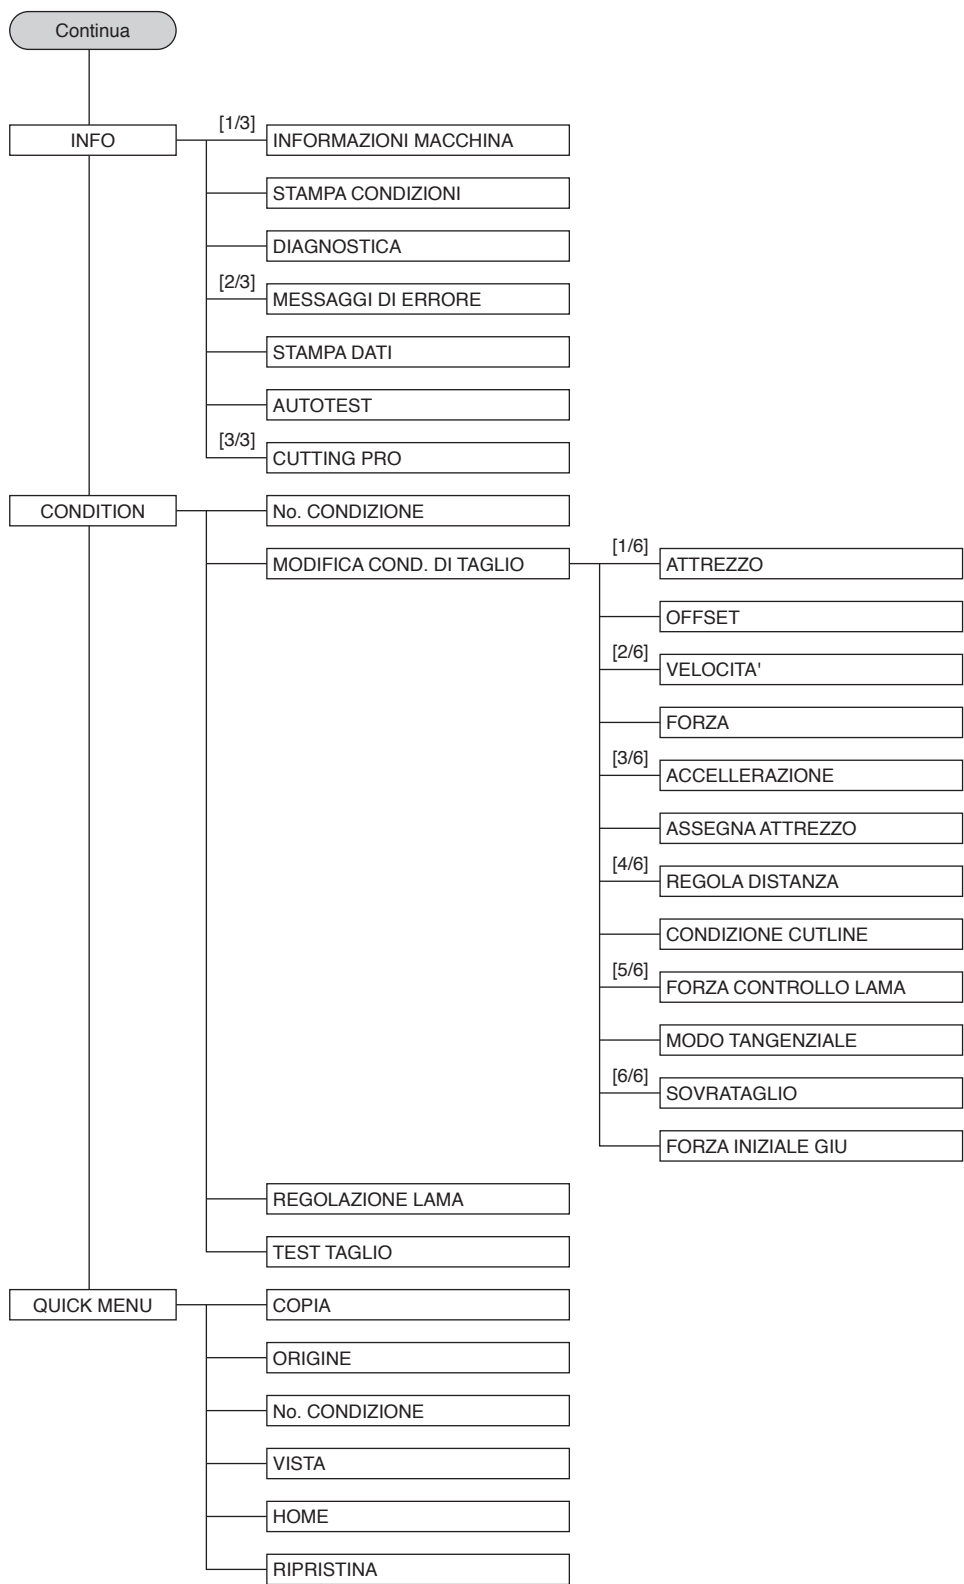 Continua
INFO
[1/3]
INFORMAZIONI MACCHINA
STAMPA CONDIZIONI
DIAGNOSTICA
[2/3]
MESSAGGI DI ERRORE
STAMPA DATI
AUTOTEST
[3/3]
CUTTING PRO
CONDITION
No. CONDIZIONE
MODIFICA COND. DI TAGLIO
[1/6]
ATTREZZO
OFFSET
[2/6]
VELOCITA'
FORZA
[3/6]
ACCELLERAZIONE
ASSEGNA ATTREZZO
[4/6]
REGOLA DISTANZA
CONDIZIONE CUTLINE
[5/6]
FORZA CONTROLLO LAMA
MODO TANGENZIALE
[6/6]
SOVRATAGLIO
FORZA INIZIALE GIU
REGOLAZIONE LAMA
TEST TAGLIO
QUICK MENU
COPIA
ORIGINE
No. CONDIZIONE
VISTA
HOME
RIPRISTINA